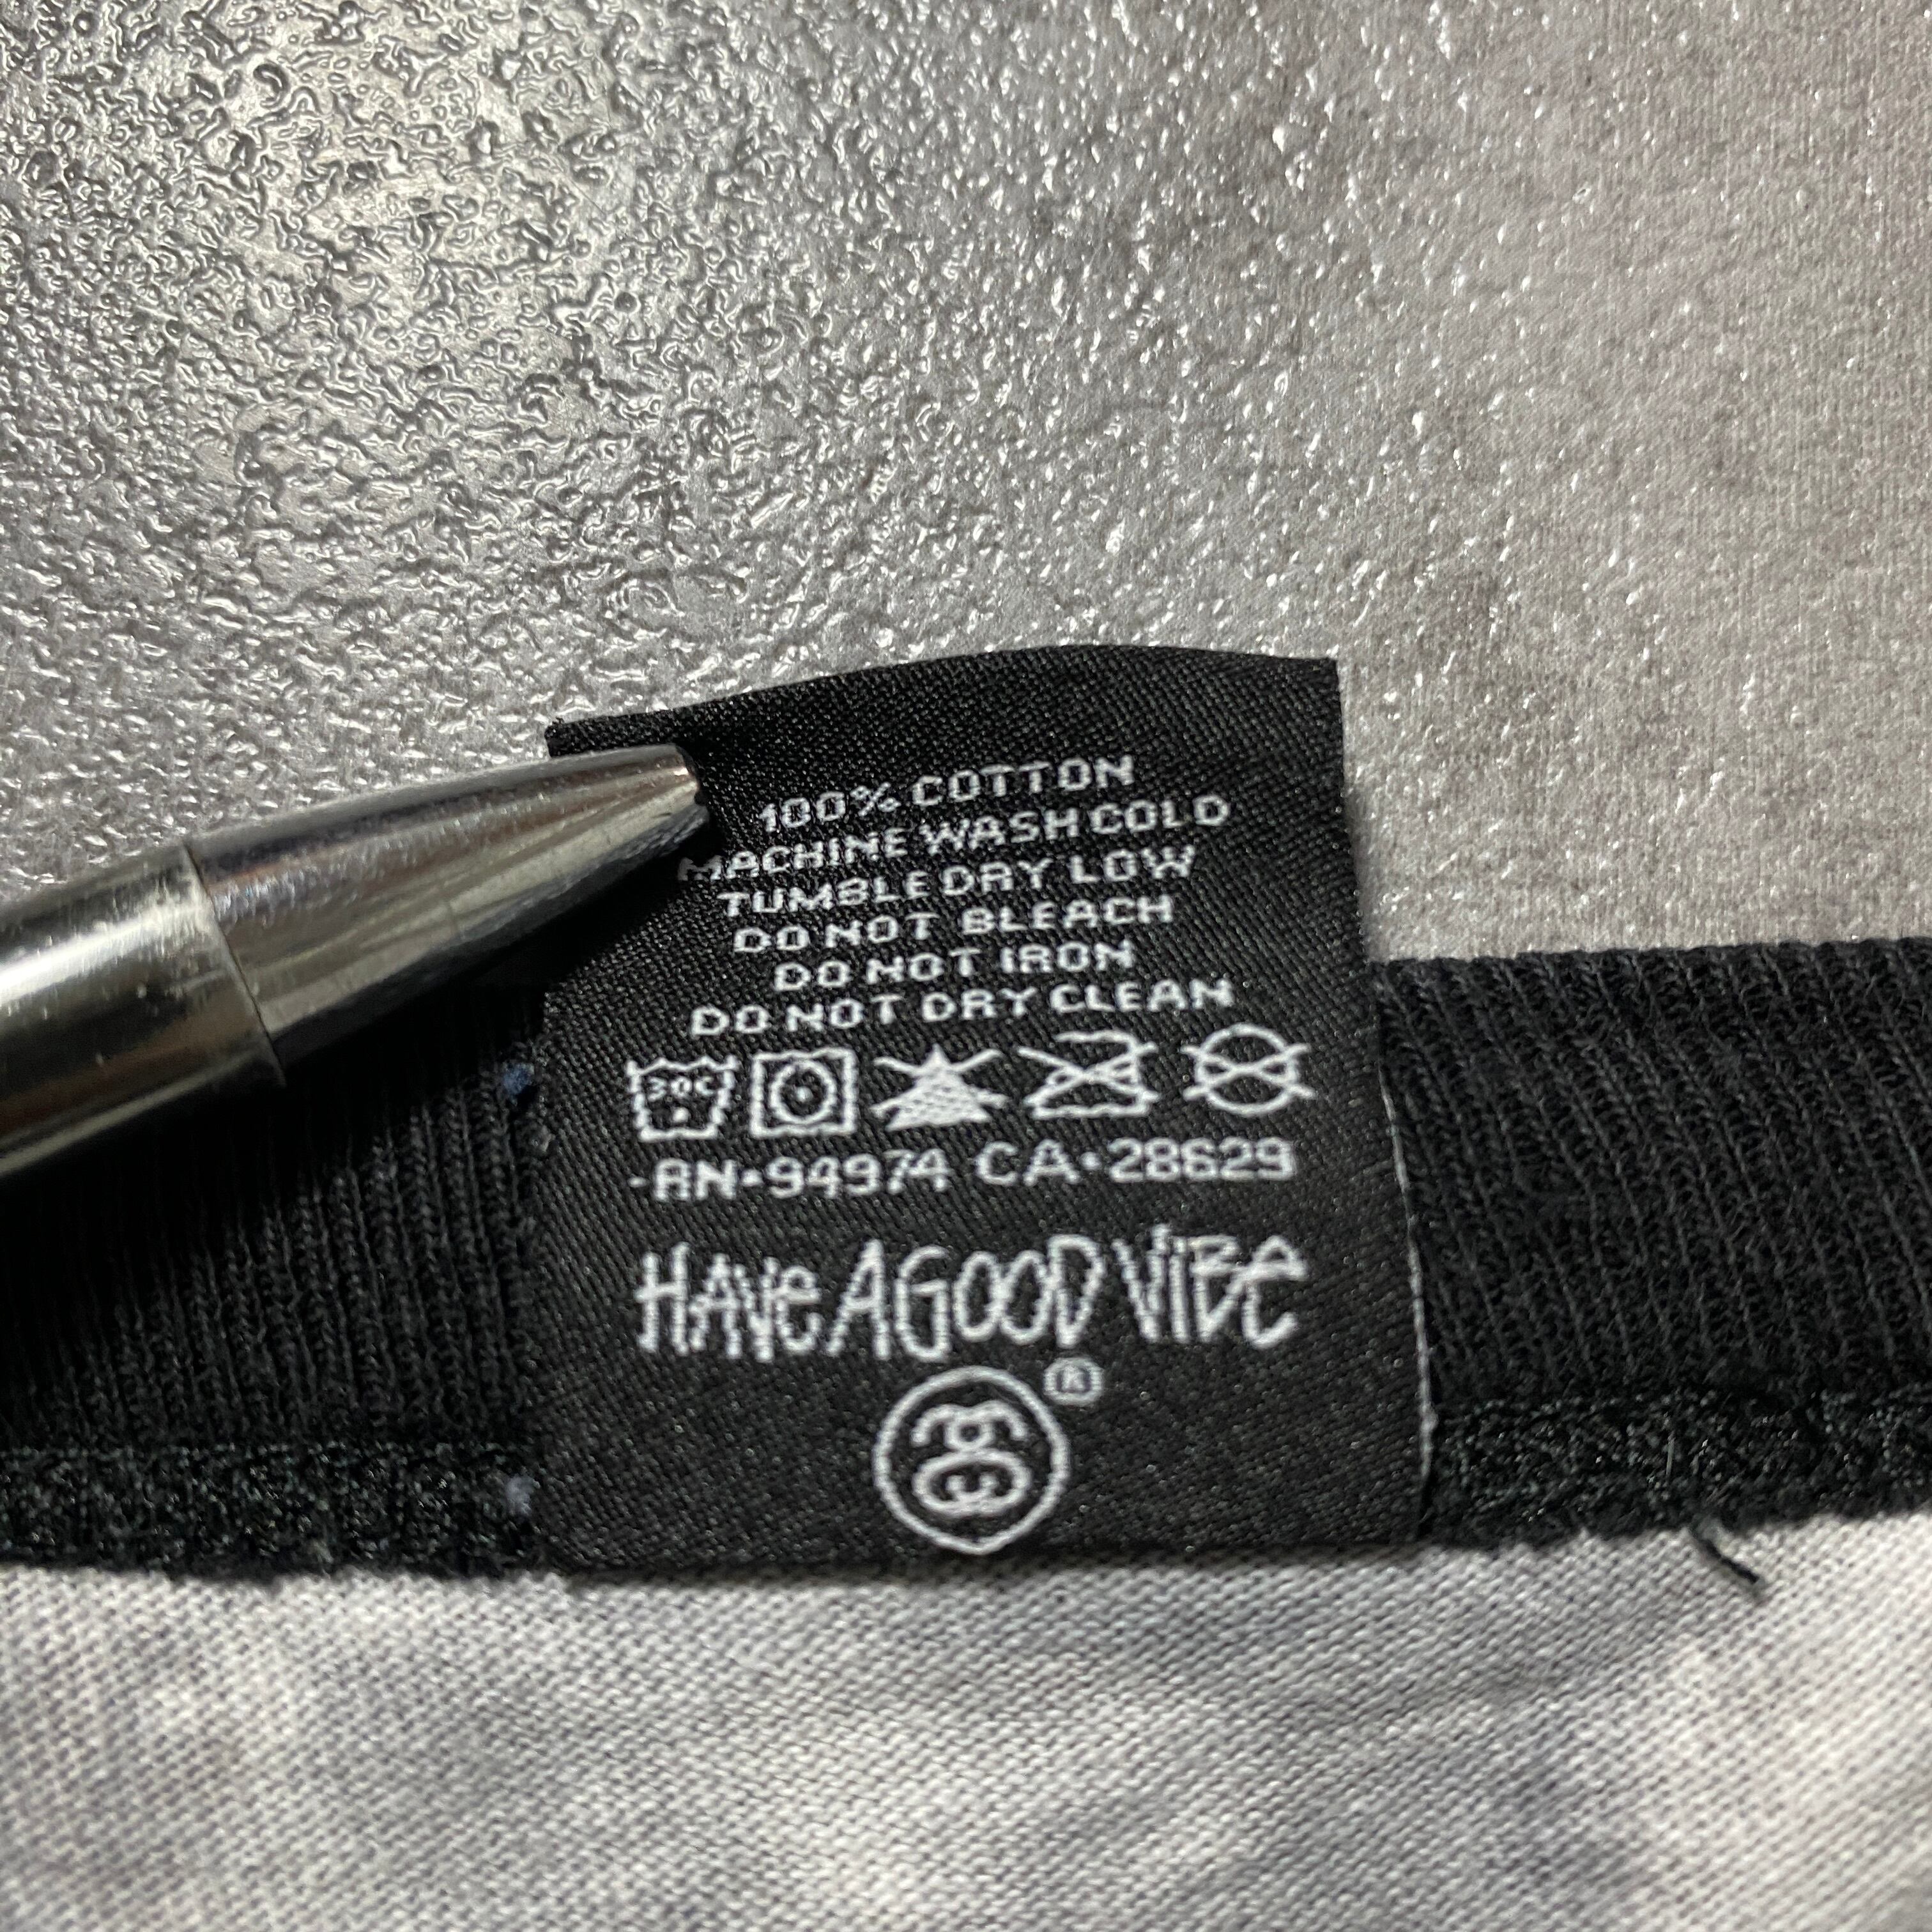 100% COTTON
MACHINE WASH COLD
TUMBLE DRY LOW
DO NOT BLEACH
DO NOT IRON
DO NOT DRY CLEAN
30C
RN•94974 CA•28629
HAVE A GOOD VIBE
®